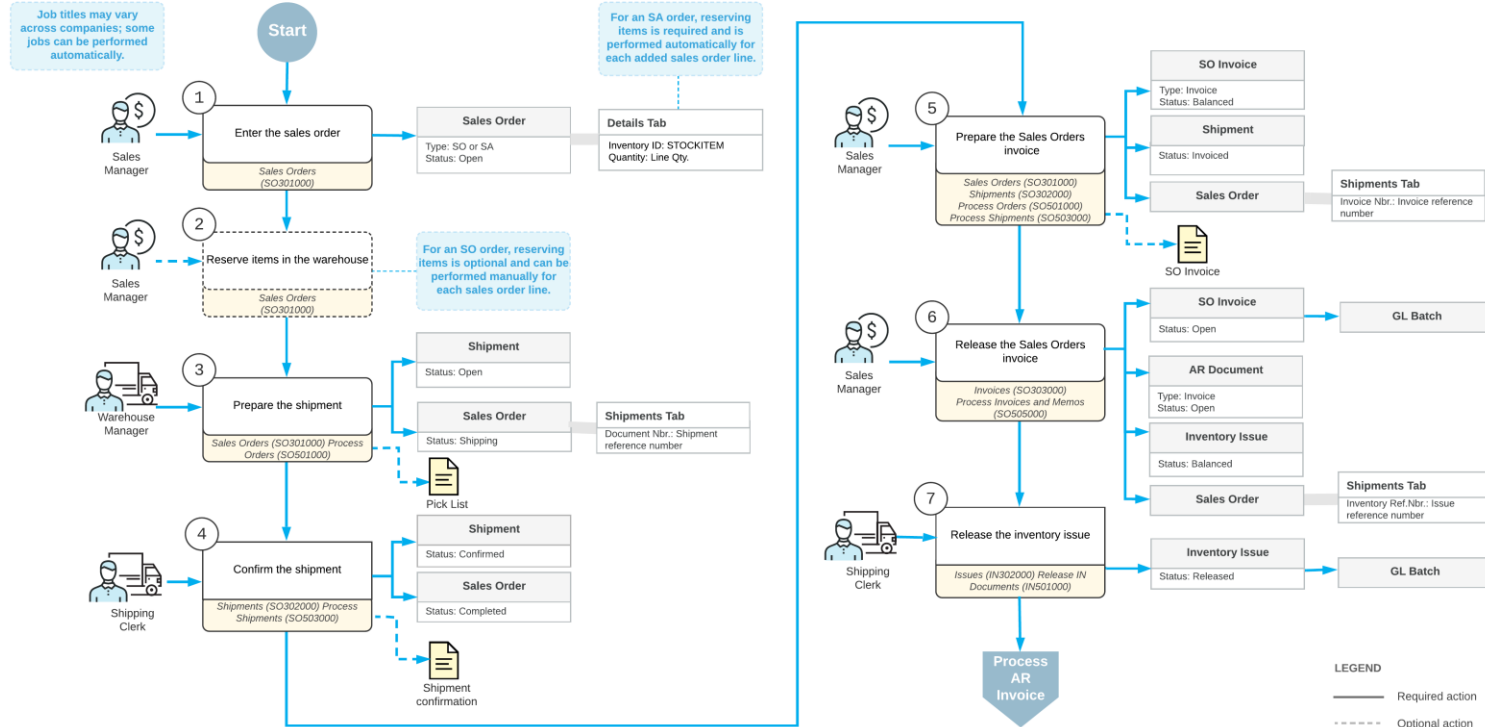 Job titles may vary
across companies; some
jobs can be performed
automatically.
Start
For an SA order, reserving
items is required and is
performed automatically for
each added sales order line.
1
Enter the sales order
Sales Orders
(SO301000)
Sales
Manager
Sales Order
Type: SO or SA
Status: Open
Details Tab
Inventory ID: STOCKITEM
Quantity: Line Qty.
2
Reserve items in the warehouse
Sales Orders
(SO301000)
Sales
Manager
For an SO order, reserving
items is optional and can be
performed manually for
each sales order line.
3
Prepare the shipment
Sales Orders (SO301000) Process
Orders (SO501000)
Warehouse
Manager
Shipment
Status: Open
Sales Order
Status: Shipping
Shipments Tab
Document Nbr.: Shipment
reference number
Pick List
4
Confirm the shipment
Shipments (SO302000) Process
Shipments (SO503000)
Shipping
Clerk
Shipment
Status: Confirmed
Sales Order
Status: Completed
Shipment
confirmation
5
Prepare the Sales Orders
invoice
Sales Orders (SO301000)
Shipments (SO302000)
Process Orders (SO501000)
Process Shipments (SO503000)
Sales
Manager
SO Invoice
Type: Invoice
Status: Balanced
Shipment
Status: Invoiced
Sales Order
Shipments Tab
Invoice Nbr.: Invoice reference
number
SO Invoice
6
Release the Sales Orders
invoice
Invoices (SO303000)
Process Invoices and Memos
(SO505000)
Sales
Manager
SO Invoice
Status: Open
GL Batch
AR Document
Type: Invoice
Status: Open
Inventory Issue
Status: Balanced
Sales Order
Shipments Tab
Inventory Ref.Nbr.: Issue
reference number
7
Release the inventory issue
Issues (IN302000) Release IN
Documents (IN501000)
Shipping
Clerk
Inventory Issue
Status: Released
GL Batch
Process
AR
Invoice
LEGEND
Required action
Optional action